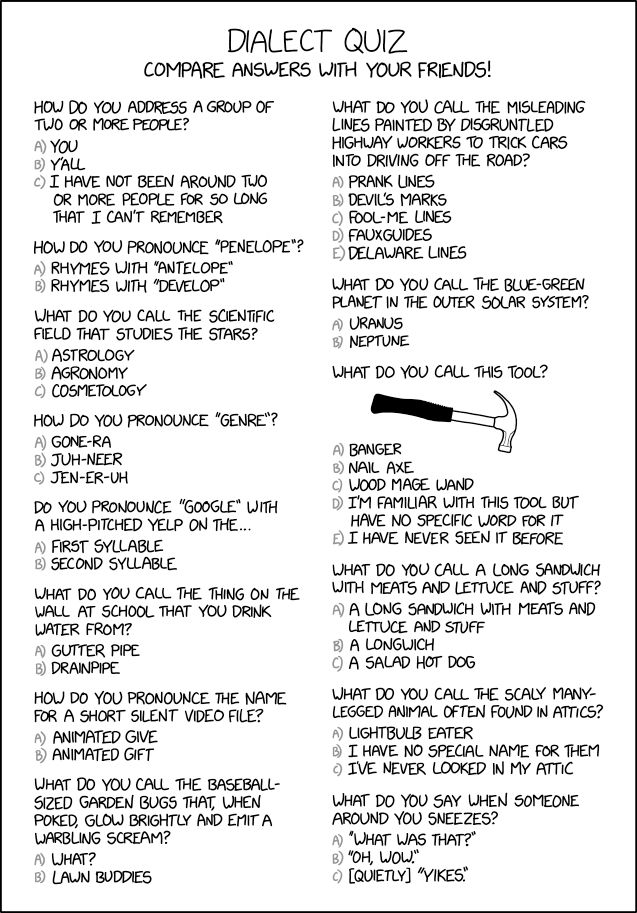 DIALECT QUIZ
COMPARE ANSWERS WITH YOUR FRIENDS!
HOW DO YOU ADDRESS A GROUP OF
TWO OR MORE PEOPLE?
A) YOU
B) Y'ALL
C) I HAVE NOT BEEN AROUND TWO
OR MORE PEOPLE FOR SO LONG
THAT I CAN'T REMEMBER
HOW DO YOU PRONOUNCE "PENELOPE"?
A) RHYMES WITH "ANTELOPE"
B) RHYMES WITH "DEVELOP"
WHAT DO YOU CALL THE SCIENTIFIC
FIELD THAT STUDIES THE STARS?
A) ASTROLOGY
B) AGRONOMY
C) COSMETOLOGY
HOW DO YOU PRONOUNCE "GENRE"?
A) GONE-RA
B) JUH-NEER
C) JEN-ER-UH
DO YOU PRONOUNCE "GOOGLE" WITH
A HIGH-PITCHED YELP ON THE...
A) FIRST SYLLABLE
B) SECOND SYLLABLE
WHAT DO YOU CALL THE THING ON THE
WALL AT SCHOOL THAT YOU DRINK
WATER FROM?
A) GUTTER PIPE
B) DRAINPIPE
HOW DO YOU PRONOUNCE THE NAME
FOR A SHORT SILENT VIDEO FILE?
A) ANIMATED GIVE
B) ANIMATED GIFT
WHAT DO YOU CALL THE BASEBALL-
SIZED GARDEN BUGS THAT, WHEN
POKED, GLOW BRIGHTLY AND EMIT A
WARBLING SCREAM?
A) WHAT?
B) LAWN BUDDIES
WHAT DO YOU CALL THE MISLEADING
LINES PAINTED BY DISGRUNTLED
HIGHWAY WORKERS TO TRICK CARS
INTO DRIVING OFF THE ROAD?
A) PRANK LINES
B) DEVIL'S MARKS
C) FOOL-ME LINES
D) FAUXGUIDES
E) DELAWARE LINES
WHAT DO YOU CALL THE BLUE-GREEN
PLANET IN THE OUTER SOLAR SYSTEM?
A) URANUS
B) NEPTUNE
WHAT DO YOU CALL THIS TOOL?
A) BANGER
B) NAIL AXE
C) WOOD MAGE WAND
D) I'M FAMILIAR WITH THIS TOOL BUT
HAVE NO SPECIFIC WORD FOR IT
E) I HAVE NEVER SEEN IT BEFORE
WHAT DO YOU CALL A LONG SANDWICH
WITH MEATS AND LETTUCE AND STUFF?
A) A LONG SANDWICH WITH MEATS AND
LETTUCE AND STUFF
B) A LONGWICH
C) A SALAD HOT DOG
WHAT DO YOU CALL THE SCALY MANY-
LEGGED ANIMAL OFTEN FOUND IN ATTICS?
A) LIGHTBULB EATER
B) I HAVE NO SPECIAL NAME FOR THEM
C) I'VE NEVER LOOKED IN MY ATTIC
WHAT DO YOU SAY WHEN SOMEONE
AROUND YOU SNEEZES?
A) "WHAT WAS THAT?"
B) "OH, WOW."
C) [QUIETLY] "YIKES."